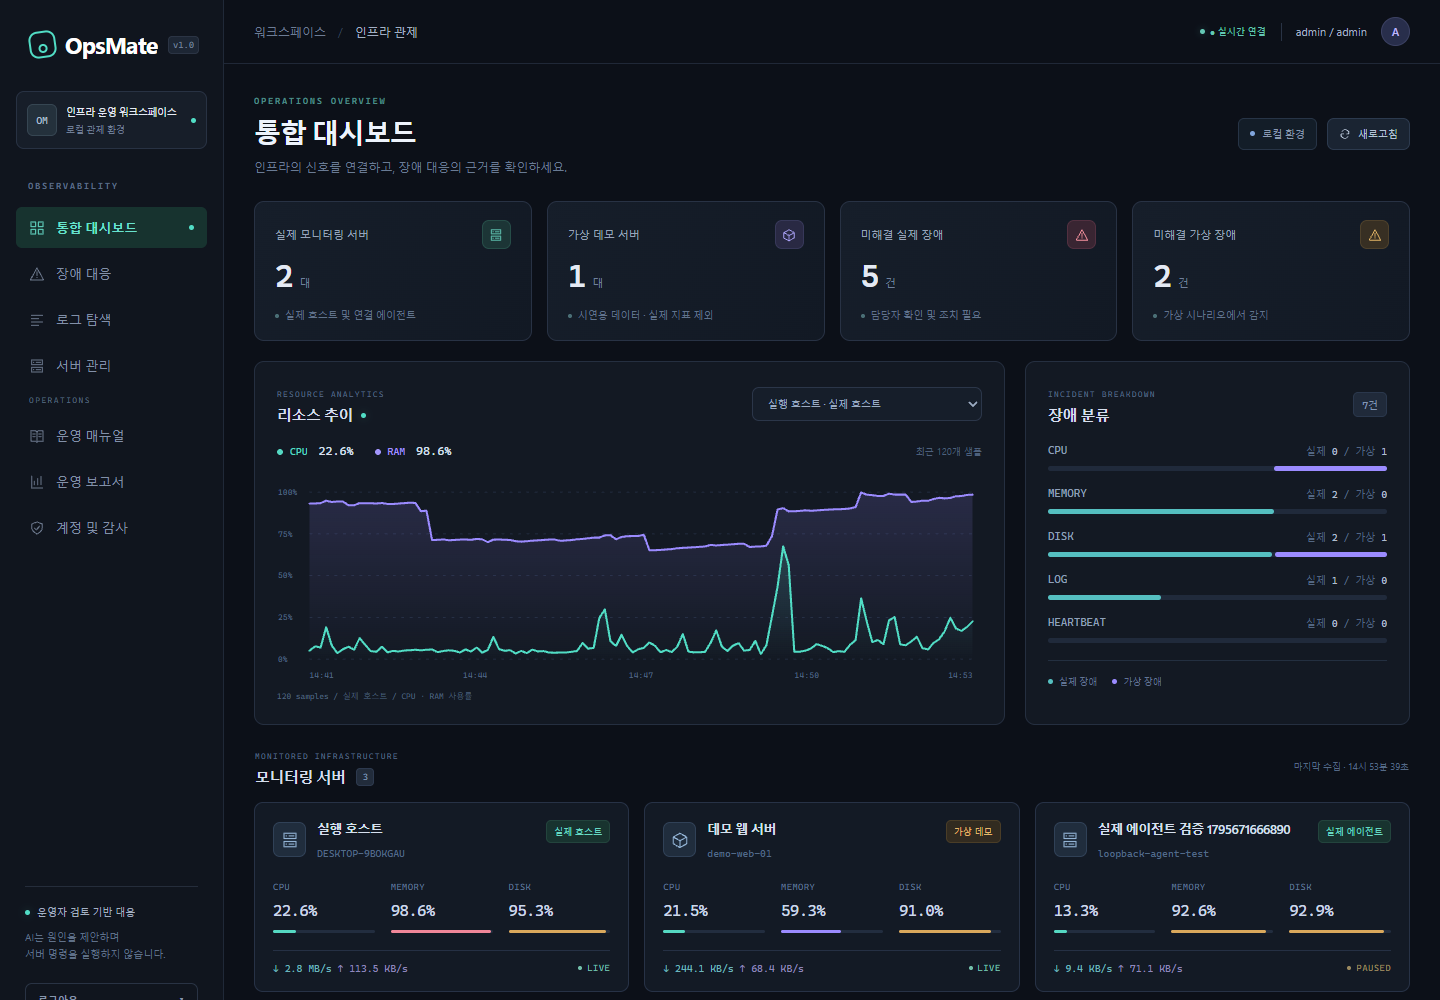 OpsMate v1.0
OM
인프라 운영 워크스페이스
로컬 관제 환경
OBSERVABILITY
통합 대시보드
장애 대응
로그 탐색
서버 관리
OPERATIONS
운영 매뉴얼
운영 보고서
계정 및 감사
운영자 검토 기반 대응
AI는 원인을 제안하며
서버 명령을 실행하지 않습니다.
로그아웃
워크스페이스 / 인프라 관제
실시간 연결
admin / admin
A
OPERATIONS OVERVIEW
통합 대시보드
인프라의 신호를 연결하고, 장애 대응의 근거를 확인하세요.
로컬 환경
새로고침
실제 모니터링 서버
2 대
실제 호스트 및 연결 에이전트
가상 데모 서버
1 대
시연용 데이터 · 실제 지표 제외
미해결 실제 장애
5 건
담당자 확인 및 조치 필요
미해결 가상 장애
2 건
가상 시나리오에서 감지
RESOURCE ANALYTICS
리소스 추이
실행 호스트 · 실제 호스트
CPU 22.6% RAM 98.6%
최근 120개 샘플
100%
75%
50%
25%
0%
14:41 14:44 14:47 14:50 14:53
120 samples / 실제 호스트 / CPU · RAM 사용률
INCIDENT BREAKDOWN
장애 분류
7건
CPU 실제 0 / 가상 1
MEMORY 실제 2 / 가상 0
DISK 실제 2 / 가상 1
LOG 실제 1 / 가상 0
HEARTBEAT 실제 0 / 가상 0
실제 장애 가상 장애
MONITORED INFRASTRUCTURE
모니터링 서버 3
마지막 수집 · 14시 53분 39초
실행 호스트
실제 호스트
DESKTOP-9BOKGAU
CPU MEMORY DISK
22.6% 98.6% 95.3%
↓ 2.8 MB/s ↑ 113.5 KB/s
LIVE
데모 웹 서버
가상 데모
demo-web-01
CPU MEMORY DISK
21.5% 59.3% 91.0%
↓ 244.1 KB/s ↑ 68.4 KB/s
LIVE
실제 에이전트 검증 1795671666890
실제 에이전트
loopback-agent-test
CPU MEMORY DISK
13.3% 92.6% 92.9%
↓ 9.4 KB/s ↑ 71.1 KB/s
PAUSED